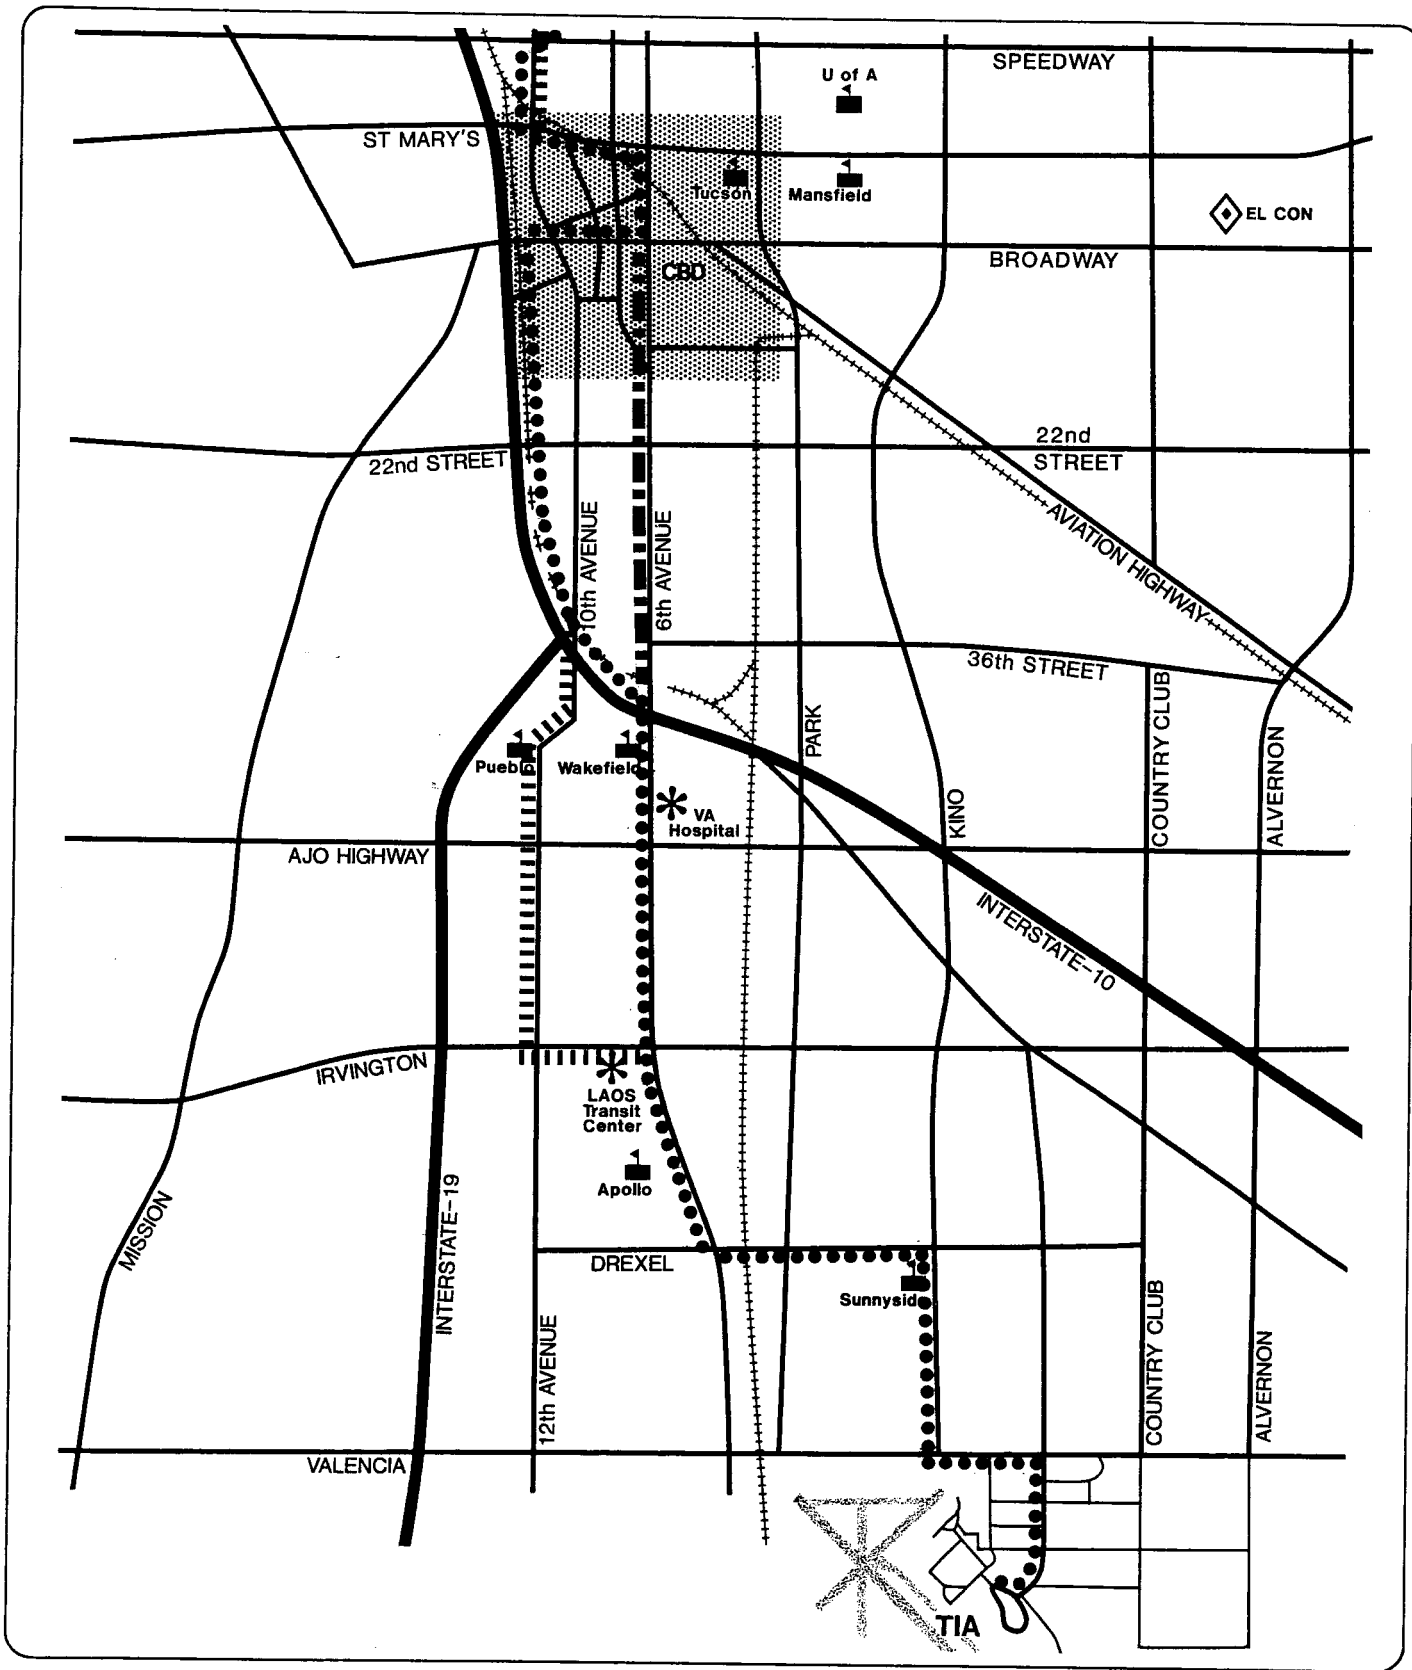 SPEEDWAY
U of A
ST MARY'S
Tucson
Mansfield
EL CON
BROADWAY
CBD
22nd
STREET
22nd STREET
AVIATION HIGHWAY
10th AVENUE
6th AVENUE
36th STREET
COUNTRY CLUB
PARK
ALVERNON
Pueblo
Wakefield
KINO
VA
Hospital
AJO HIGHWAY
INTERSTATE-10
IRVINGTON
LAOS
Transit
Center
Apollo
MISSION
INTERSTATE-19
DREXEL
Sunnyside
12th AVENUE
COUNTRY CLUB
ALVERNON
VALENCIA
TIA